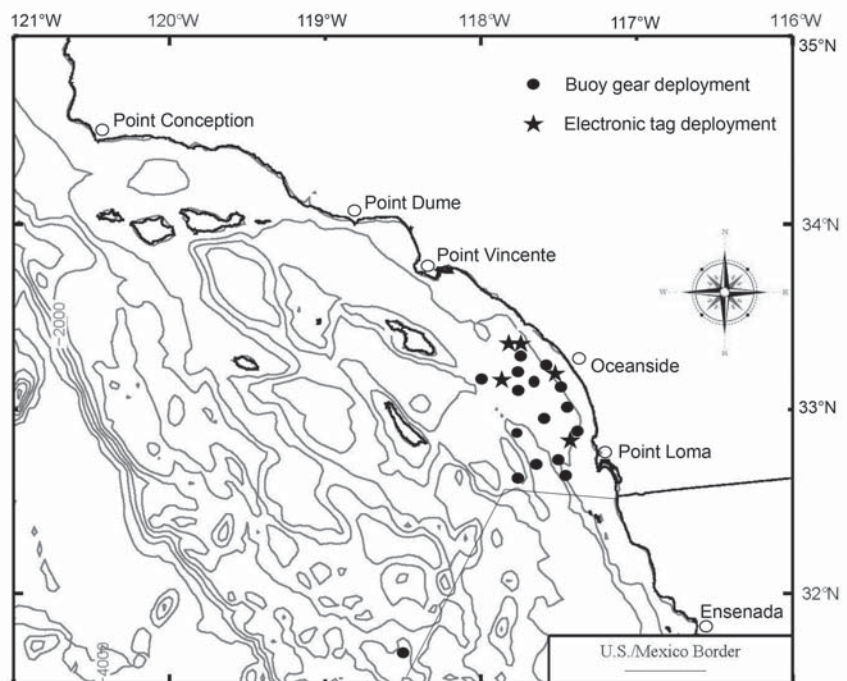 121°W 120°W 119°W 118°W 117°W 116°W
35°N
Buoy gear deployment
Electronic tag deployment
Point Conception
Point Dume
34°N
Point Vincente
N
W
-2000
Oceanside
33°N
Point Loma
32°N
Ensenada
-4000
U.S./Mexico Border